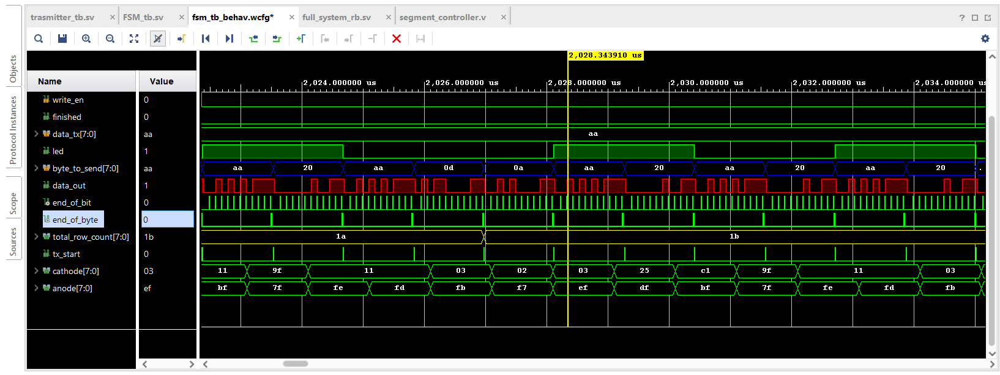 trasmitter_tb.sv × FSM_tb.sv × fsm_tb_behav.wcfg* × full_system_rb.sv × segment_controller.v ×
Objects
Protocol Instances
Scope
Sources
2,028.343910 us
Name Value
2,024.000000 us 2,026.000000 us 2,028.000000 us 2,030.000000 us 2,032.000000 us 2,034.000000 us
write_en 0
finished 0
data_tx[7:0] aa aa
led 1
byte_to_send[7:0] aa aa 20 aa 0d 0a aa 20 aa 20 aa 20 .
data_out 1
end_of_bit 0
end_of_byte 0
total_row_count[7:0] 1b 1a 1b
tx_start 0
cathode[7:0] 03 11 9f 11 03 02 03 25 c1 9f 11 03
anode[7:0] ef bf 7f fe fd fb f7 ef df bf 7f fe fd fb